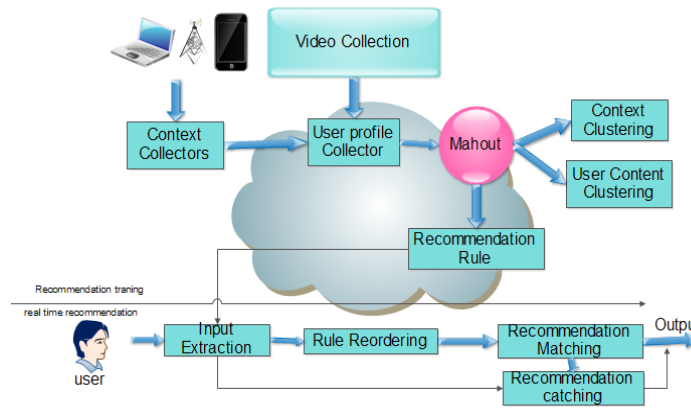 Video Collection
Context
Collectors
User profile
Collector
Mahout
Context
Clustering
User Content
Clustering
Recommendation
Rule
Recommendation traning
real time recommendation
user
Input
Extraction
Rule Reordering
Recommendation
Matching
Output
Recommendation
catching